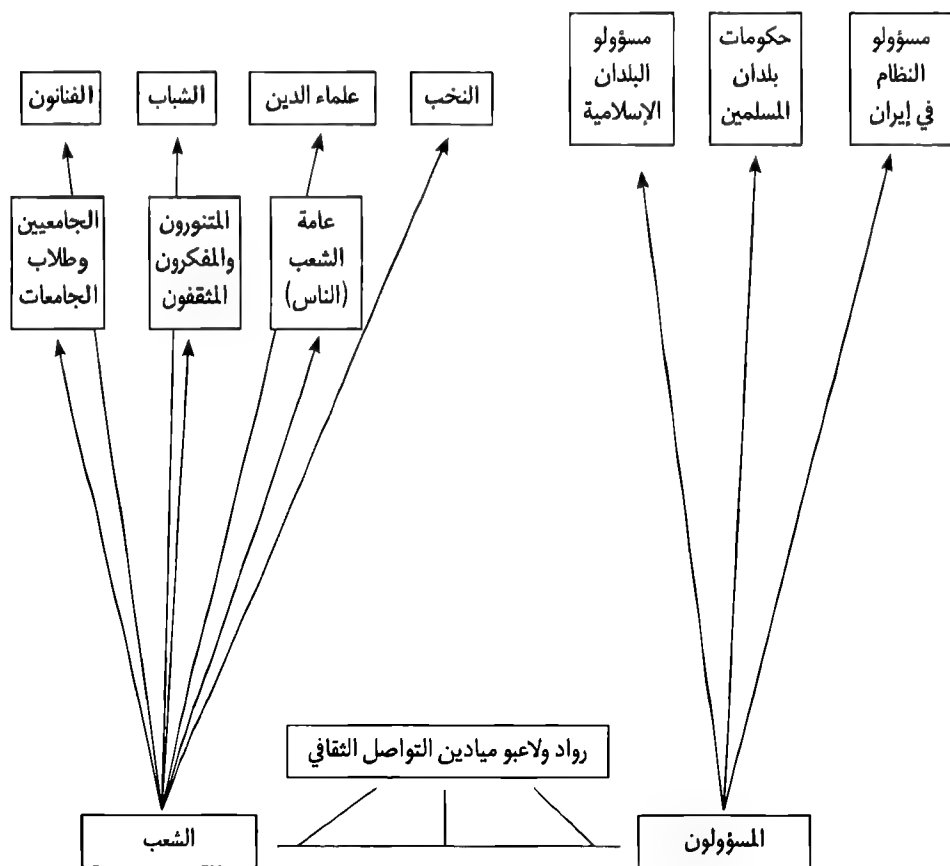 مسؤولو
النظام
في إيران
حكومات
بلدان
المسلمين
مسؤولو
البلدان
الإسلامية
النخب
علماء الدين
الشباب
الفنانون
عامة
الشعب
(الناس)
المتنورون
والمفكرون
المثقفون
الجامعيين
وطلاب
الجامعات
رواد ولاعبو ميادين التواصل الثقافي
المسؤولون
الشعب